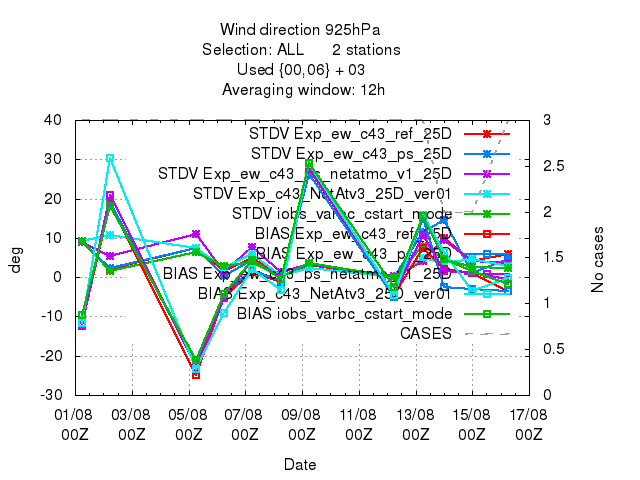 Wind direction 925hPa
Selection: ALL 2 stations
Used {00,06} + 03
Averaging window: 12h
40
30
20
10
0
-10
-20
-30
deg
3
2.5
2
1.5
1
0.5
0
No cases
STDV Exp_ew_c43_ref_25D
STDV Exp_ew_c43_ps_25D
STDV Exp_ew_c43_ps_netatmo_v1_25D
STDV Exp_c43_NetAtv3_25D_ver01
STDV iobs_varbc_cstart_mode
BIAS Exp_ew_c43_ref_25D
BIAS Exp_ew_c43_ps_25D
BIAS Exp_ew_c43_ps_netatmo_v1_25D
BIAS Exp_c43_NetAtv3_25D_ver01
BIAS iobs_varbc_cstart_mode
CASES
01/08 03/08 05/08 07/08 09/08 11/08 13/08 15/08 17/08
00Z 00Z 00Z 00Z 00Z 00Z 00Z 00Z 00Z
Date